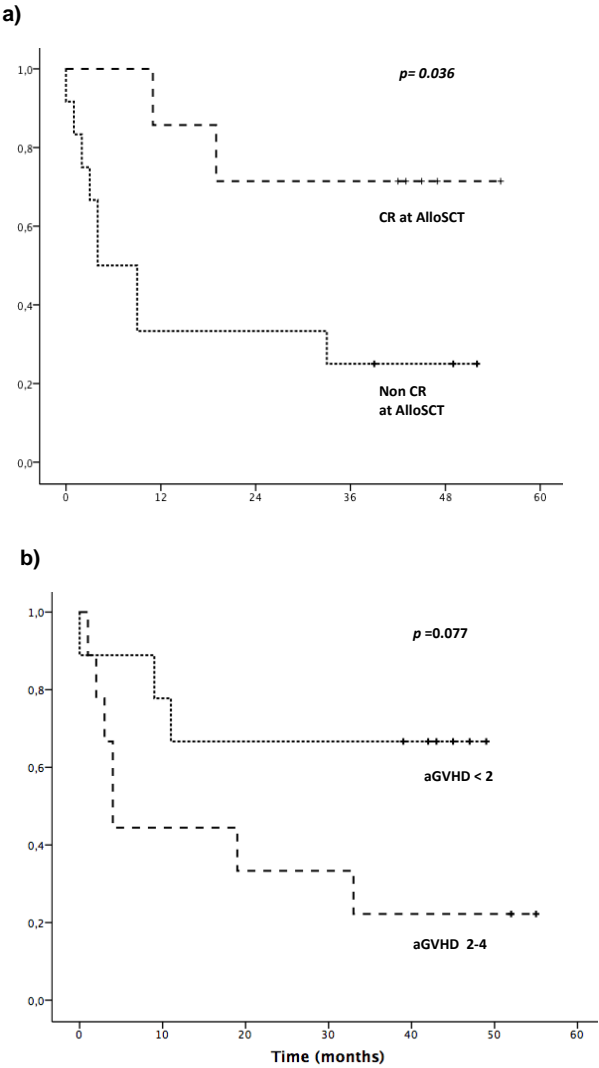 a)
p= 0.036
1,0
0,8
0,6
0,4
0,2
0,0
CR at AlloSCT
Non CR
at AlloSCT
0 12 24 36 48 60
b)
p =0.077
1,0
0,8
0,6
0,4
0,2
0,0
aGVHD < 2
aGVHD 2-4
0 10 20 30 40 50 60
Time (months)